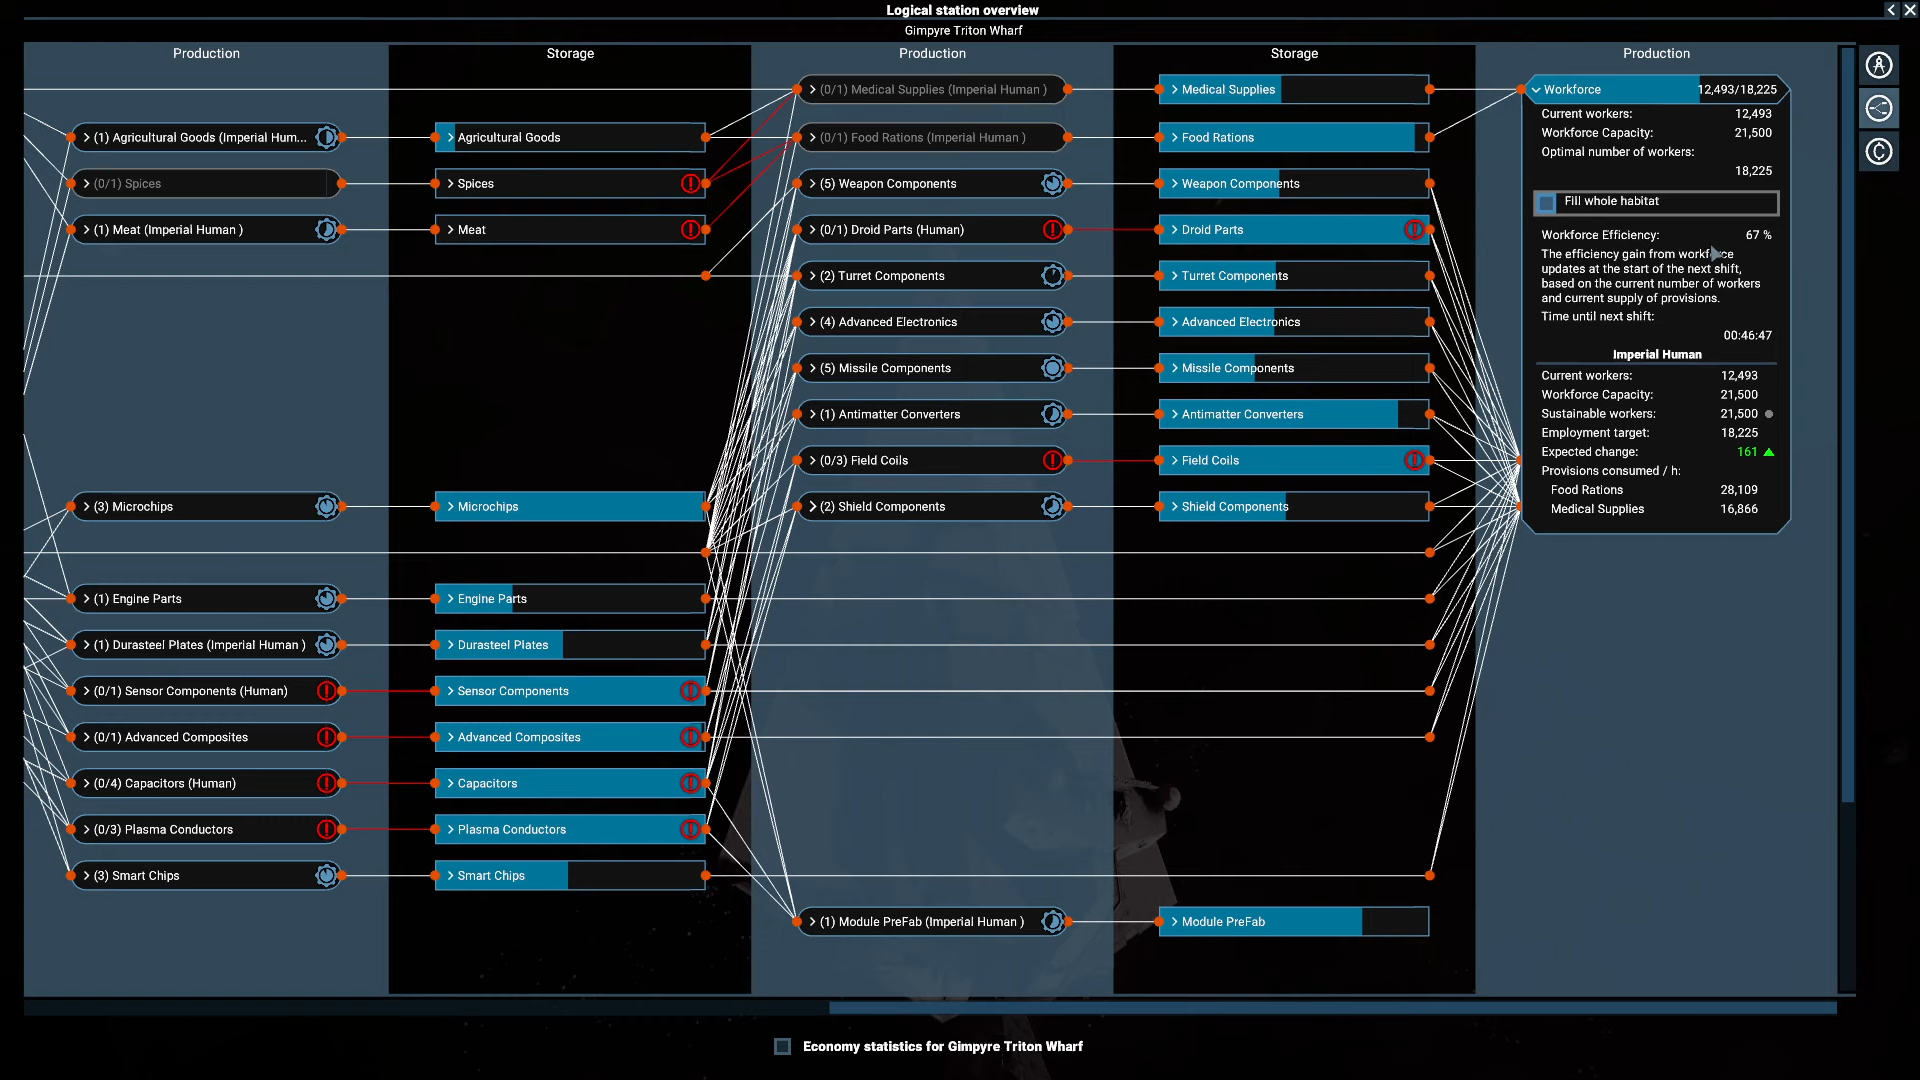 Logical station overview
Gimpyre Triton Wharf
Production
Storage
Production
Storage
Production
(1) Agricultural Goods (Imperial Hum...
(0/1) Spices
(1) Meat (Imperial Human )
(3) Microchips
(1) Engine Parts
(1) Durasteel Plates (Imperial Human )
(0/1) Sensor Components (Human)
(0/1) Advanced Composites
(0/4) Capacitors (Human)
(0/3) Plasma Conductors
(3) Smart Chips
Agricultural Goods
Spices
Meat
Microchips
Engine Parts
Durasteel Plates
Sensor Components
Advanced Composites
Capacitors
Plasma Conductors
Smart Chips
(0/1) Medical Supplies (Imperial Human )
(0/1) Food Rations (Imperial Human )
(5) Weapon Components
(0/1) Droid Parts (Human)
(2) Turret Components
(4) Advanced Electronics
(5) Missile Components
(1) Antimatter Converters
(0/3) Field Coils
(2) Shield Components
(1) Module PreFab (Imperial Human )
Medical Supplies
Food Rations
Weapon Components
Droid Parts
Turret Components
Advanced Electronics
Missile Components
Antimatter Converters
Field Coils
Shield Components
Module PreFab
Workforce 12,493/18,225
Current workers: 12,493
Workforce Capacity: 21,500
Optimal number of workers:
18,225
Fill whole habitat
Workforce Efficiency: 67 %
The efficiency gain from workforce
updates at the start of the next shift,
based on the current number of workers
and current supply of provisions.
Time until next shift:
00:46:47
Imperial Human
Current workers: 12,493
Workforce Capacity: 21,500
Sustainable workers: 21,500
Employment target: 18,225
Expected change: 161
Provisions consumed / h:
Food Rations 28,109
Medical Supplies 16,866
Economy statistics for Gimpyre Triton Wharf